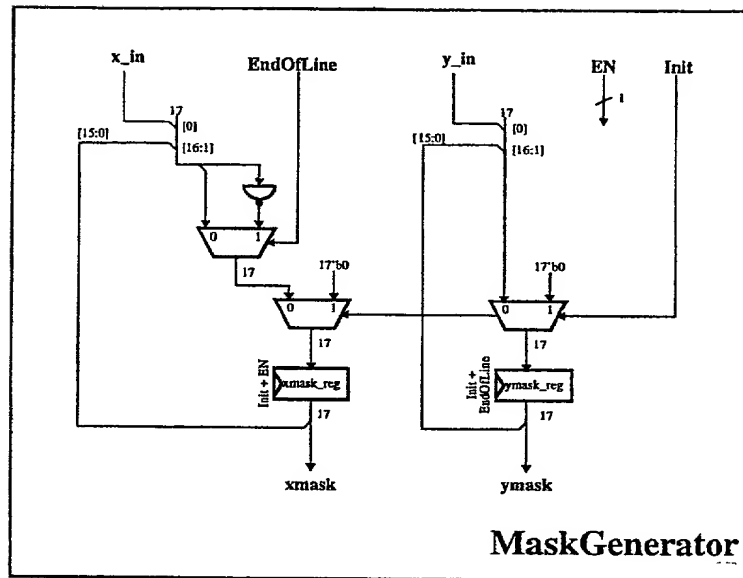 x_in EndOfLine y_in EN Init
1
17 17
[0] [0]
[15:0] [16:1] [15:0] [16:1]
0 1
17 17'b0 17'b0
0 1 0 1
17 17
Init + EN xmask_reg Init + EndOfLine ymask_reg
17 17
xmask ymask
MaskGenerator